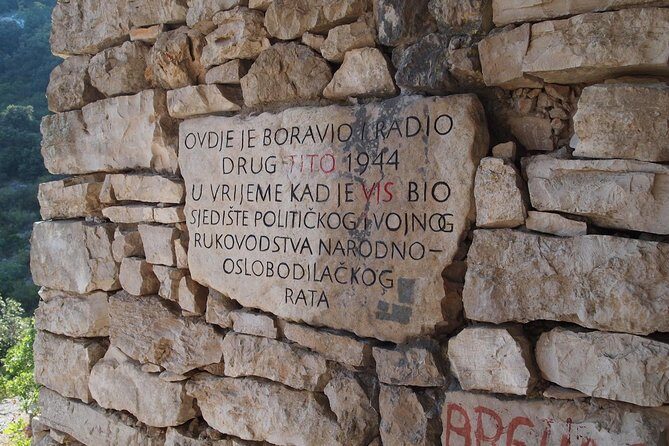 OVDJE JE BORAVIO I RADIO
DRUG TITO 1944
U VRIJEME KAD JE VIS BIO
SJEDIŠTE POLITIČKOG I VOJNOG
RUKOVODSTVA NARODNO–
OSLOBODILAČKOG
RATA